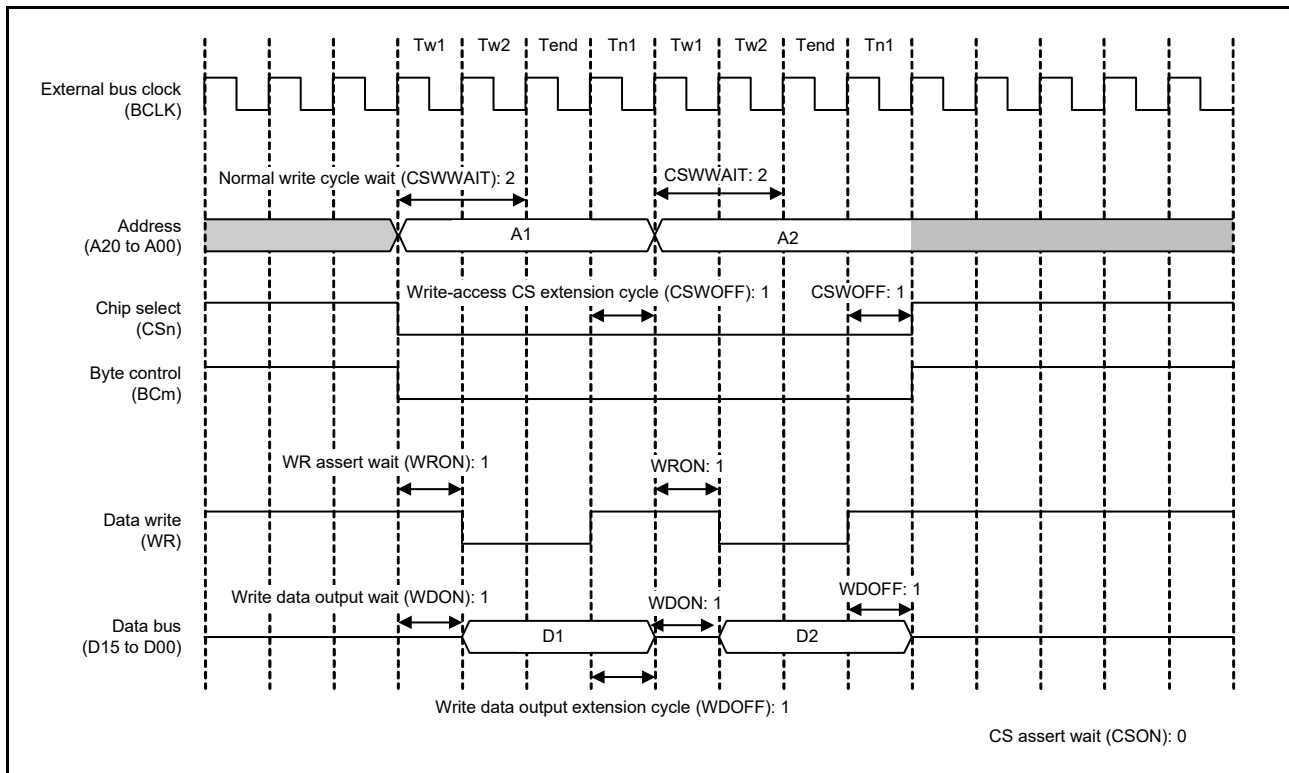 Tw1 Tw2 Tend Tn1 Tw1 Tw2 Tend Tn1
External bus clock
(BCLK)
Normal write cycle wait (CSWWAIT): 2
CSWWAIT: 2
Address
(A20 to A00)
A1
A2
Write-access CS extension cycle (CSWOFF): 1
CSWOFF: 1
Chip select
(CSn)
Byte control
(BCm)
WR assert wait (WRON): 1
WRON: 1
Data write
(WR)
Write data output wait (WDON): 1
WDON: 1
WDOFF: 1
Data bus
(D15 to D00)
D1
D2
Write data output extension cycle (WDOFF): 1
CS assert wait (CSON): 0